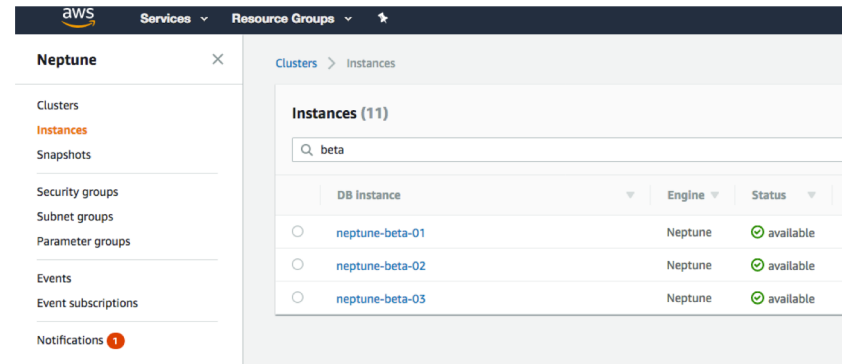 aws Services Resource Groups
Neptune
Clusters
Instances
Snapshots
Security groups
Subnet groups
Parameter groups
Events
Event subscriptions
Notifications 1
Clusters > Instances
Instances (11)
beta
DB instance Engine Status
neptune-beta-01 Neptune available
neptune-beta-02 Neptune available
neptune-beta-03 Neptune available